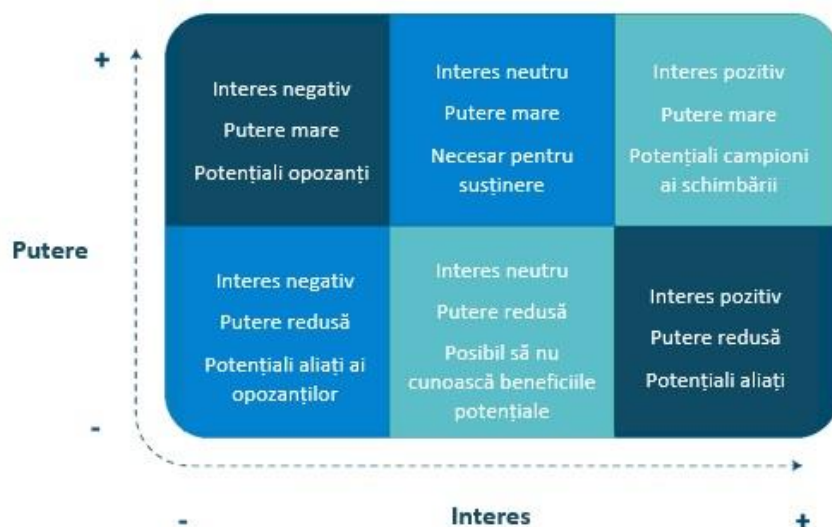 +
Interes negativ
Putere mare
Potențiali opozanți
Interes neutru
Putere mare
Necesar pentru
susținere
Interes pozitiv
Putere mare
Potențiali campioni
ai schimbării
Putere
Interes negativ
Putere redusă
Potențiali aliați ai
opozanților
Interes neutru
Putere redusă
Posibil să nu
cunoască beneficiile
potențiale
Interes pozitiv
Putere redusă
Potențiali aliați
-
-
Interes
+